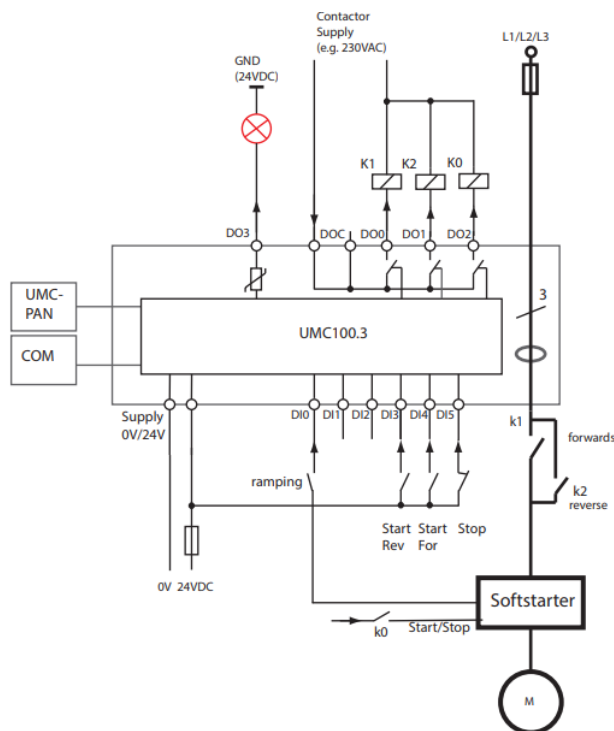 Contactor
Supply
(e.g. 230VAC)
L1/L2/L3
GND
(24VDC)
K1
K2
K0
DO3
DOC
DO0
DO1
DO2
UMC-
PAN
COM
UMC100.3
3
Supply
0V/24V
DI0
DI1
DI2
DI3
DI4
DI5
k1
forwards
k2
reverse
ramping
Start
Rev
Start
For
Stop
0V
24VDC
Softstarter
Start/Stop
k0
M